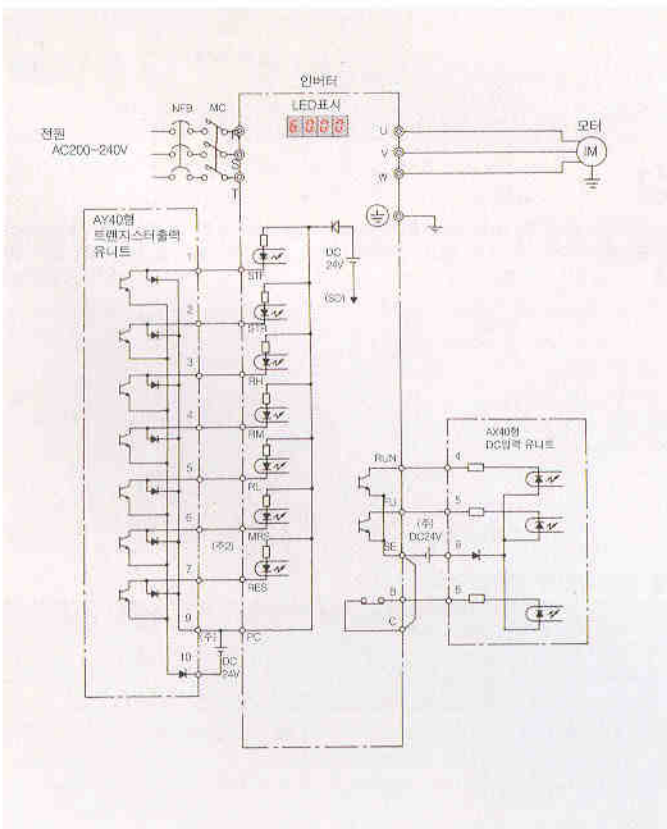 인버터
LED표시
6000
NFB
MC
전원
AC200~240V
R
S
T
U
V
W
모터
IM
AY40형
트랜지스터출력
유니트
DC
24V
(SD)
1
STF
2
STR
3
RH
4
RM
5
RL
6
(주2)
MRS
7
RES
9
(주)
PC
10
DC
24V
AX40형
DC입력 유니트
RUN
4
FU
5
(주)
DC24V
SE
8
B
6
C